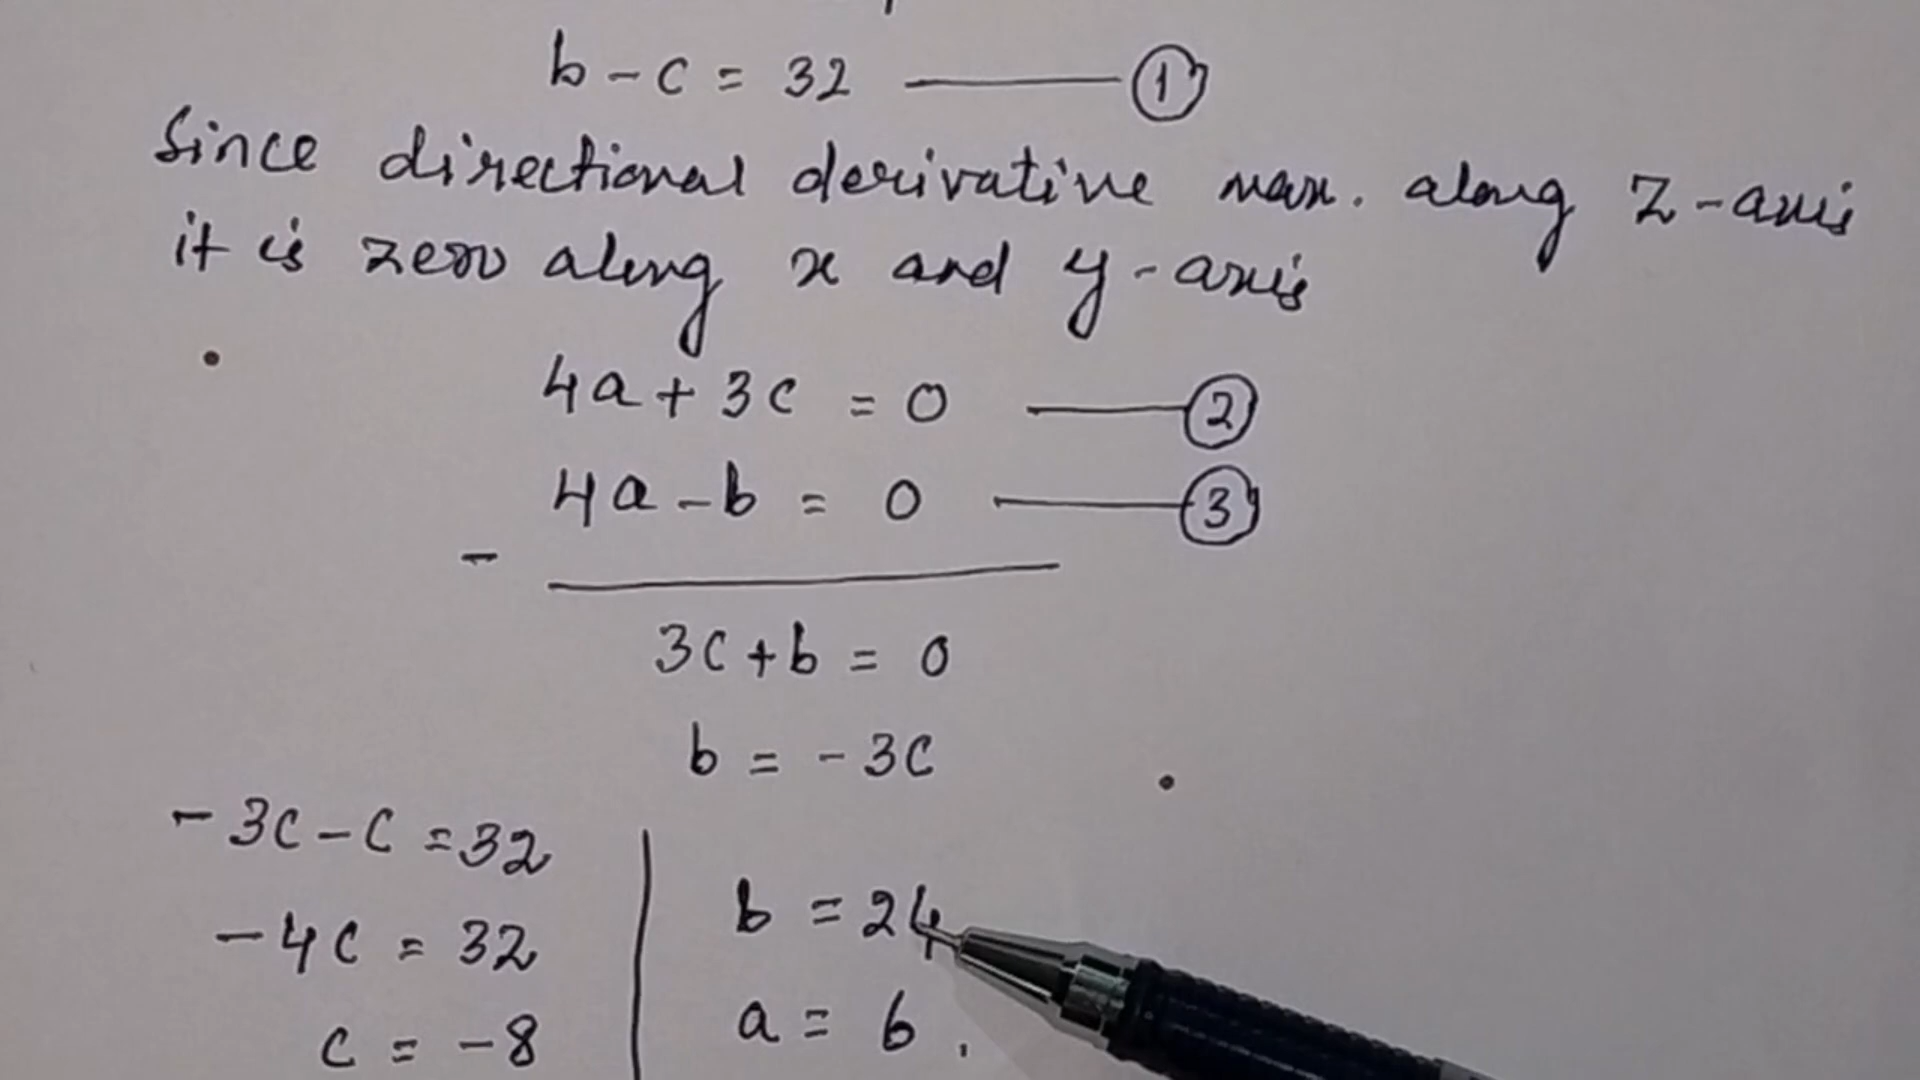 b - c = 32 ——— ①
Since directional derivative max. along Z-axis
it is zero along x and y-axis
4a + 3c = 0 ——— ②
4a - b = 0 ——— ③
-
3c + b = 0
b = - 3c
- 3c - c = 32
- 4c = 32
c = - 8
b = 24
a = 6.